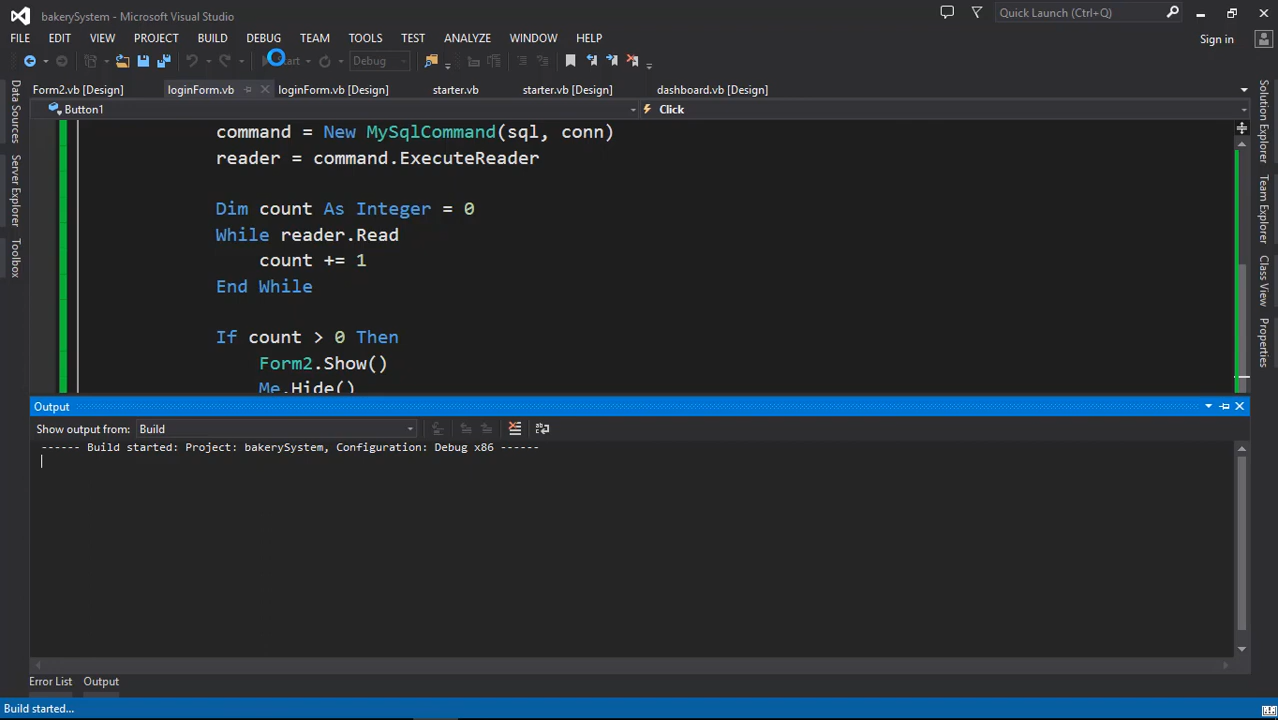 bakerySystem - Microsoft Visual Studio
Quick Launch (Ctrl+Q)
FILE EDIT VIEW PROJECT BUILD DEBUG TEAM TOOLS TEST ANALYZE WINDOW HELP
Sign in
Debug
Form2.vb [Design] loginForm.vb loginForm.vb [Design] starter.vb starter.vb [Design] dashboard.vb [Design]
Button1 Click
command = New MySqlCommand(sql, conn)
reader = command.ExecuteReader
Dim count As Integer = 0
While reader.Read
count += 1
End While
If count > 0 Then
Form2.Show()
Me.Hide()
Data Sources
Server Explorer
Toolbox
Solution Explorer
Team Explorer
Class View
Properties
Output
Show output from: Build
------ Build started: Project: bakerySystem, Configuration: Debug x86 ------
Error List Output
Build started...